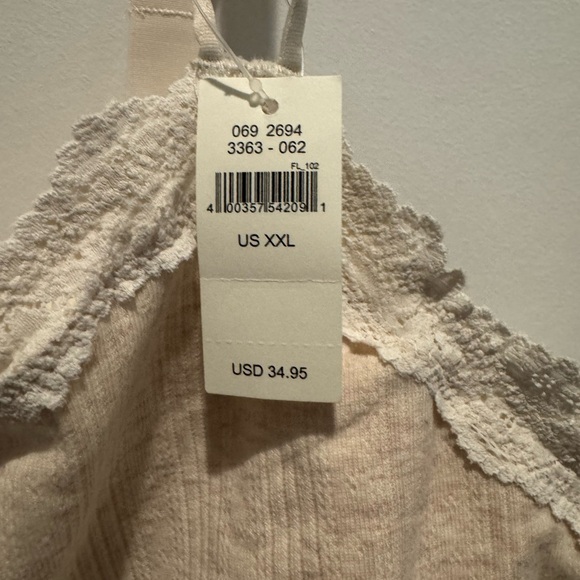 069 2694
3363 - 062
FL_102
4 00357 54209 1
US XXL
USD 34.95